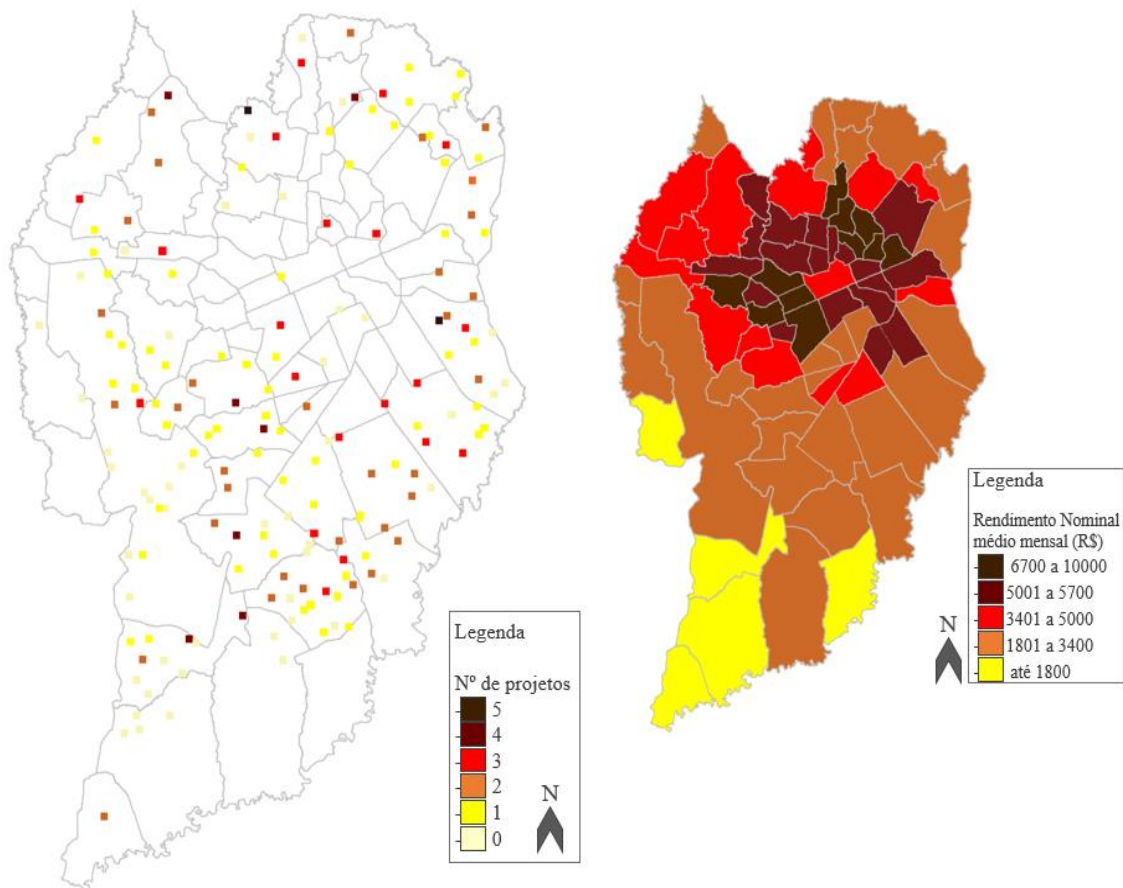 Legenda
Nº de projetos
5
4
3
2
1
0
N
Legenda
Rendimento Nominal
médio mensal (R$)
6700 a 10000
5001 a 5700
3401 a 5000
1801 a 3400
até 1800
N